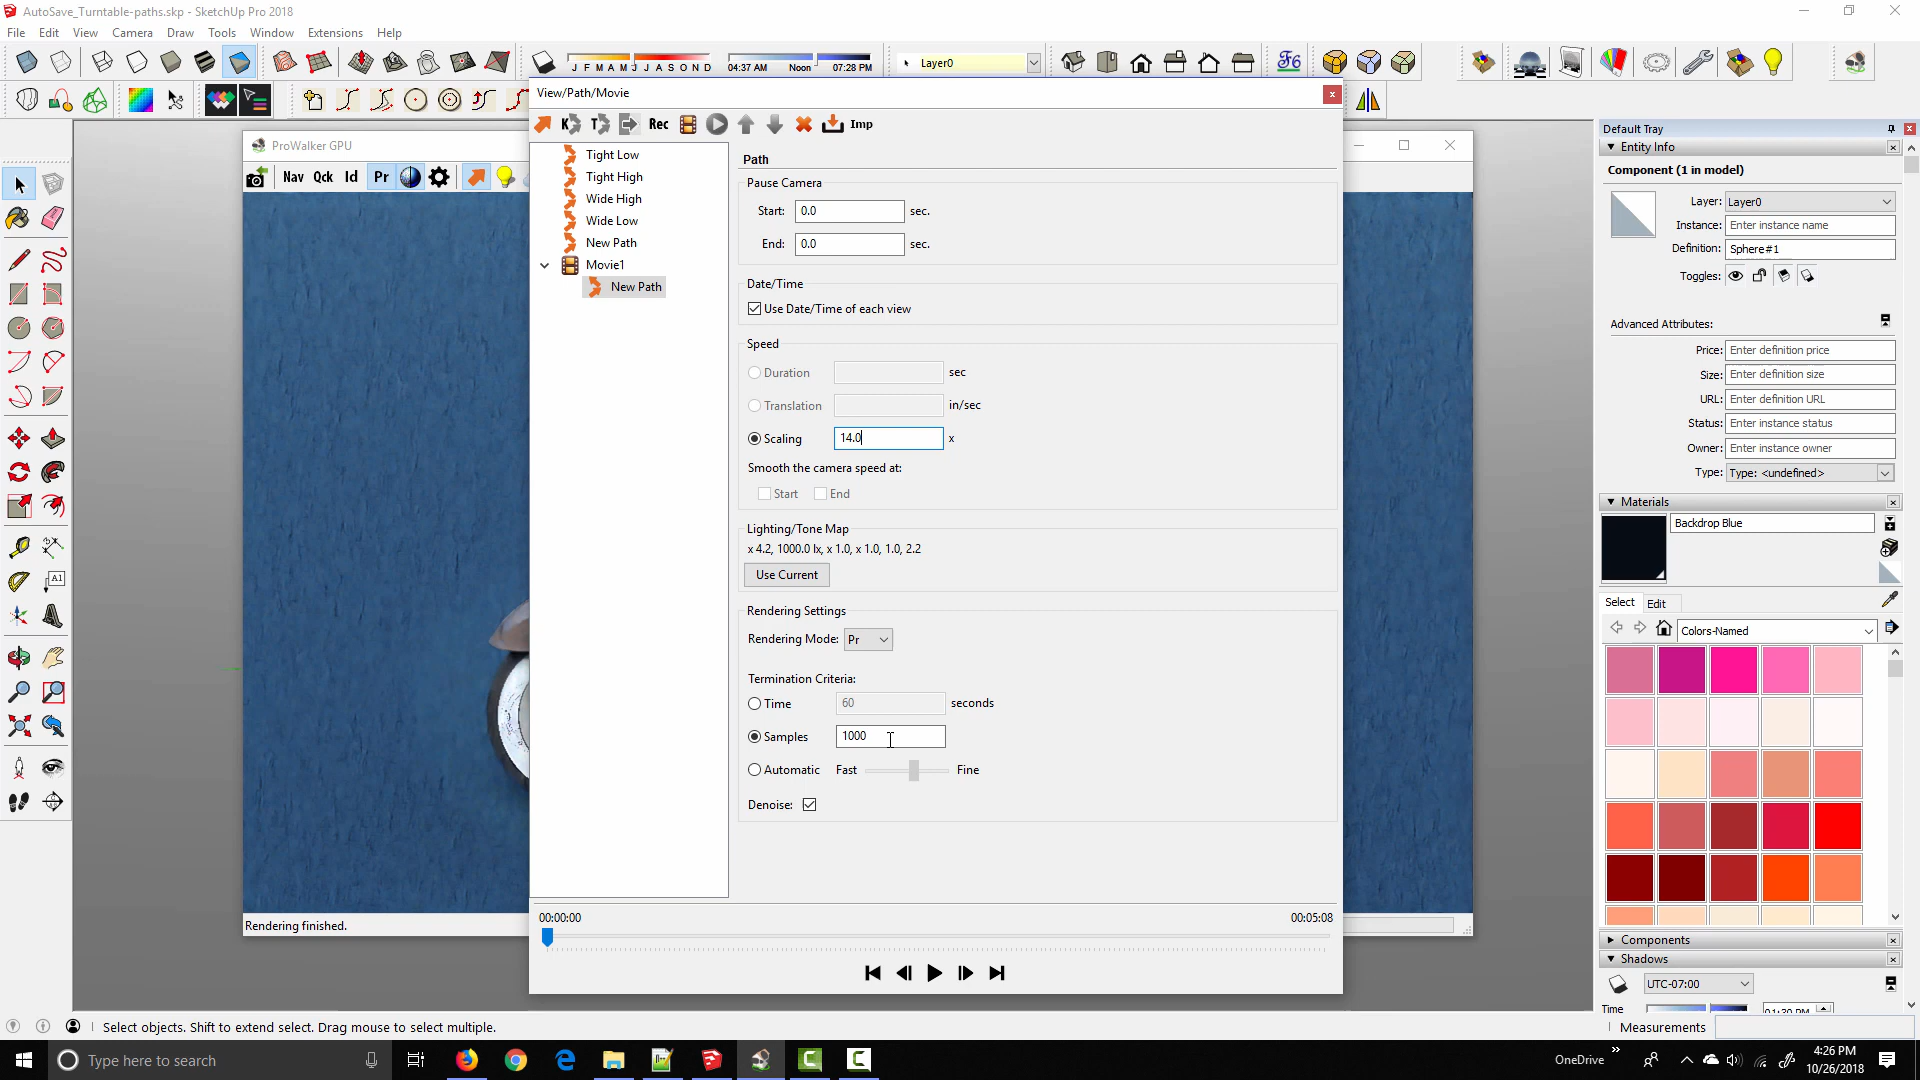 AutoSave_Turntable-paths.skp - SketchUp Pro 2018
File Edit View Camera Draw Tools Window Extensions Help
J F M A M J J A S O N D
04:37 AM Noon 07:28 PM
Layer0
View/Path/Movie
Rec
Imp
ProWalker GPU
Nav Qck Id Pr
Tight Low
Tight High
Wide High
Wide Low
New Path
Movie1
New Path
Path
Pause Camera
Start: 0.0 sec.
End: 0.0 sec.
Date/Time
Use Date/Time of each view
Speed
Duration sec
Translation in/sec
Scaling 14.0 x
Smooth the camera speed at:
Start End
Lighting/Tone Map
x 4.2, 1000.0 lx, x 1.0, x 1.0, 1.0, 2.2
Use Current
Rendering Settings
Rendering Mode: Pr
Termination Criteria:
Time 60 seconds
Samples 1000
Automatic Fast Fine
Denoise:
00:00:00 00:05:08
Rendering finished.
Default Tray
Entity Info
Component (1 in model)
Layer: Layer0
Instance: Enter instance name
Definition: Sphere#1
Toggles:
Advanced Attributes:
Price: Enter definition price
Size: Enter definition size
URL: Enter definition URL
Status: Enter instance status
Owner: Enter instance owner
Type: Type: <undefined>
Materials
Backdrop Blue
Select Edit
Colors-Named
Components
Shadows
UTC-07:00
Time 01:30 PM
Select objects. Shift to extend select. Drag mouse to select multiple.
Measurements
Type here to search
OneDrive
4:26 PM
10/26/2018